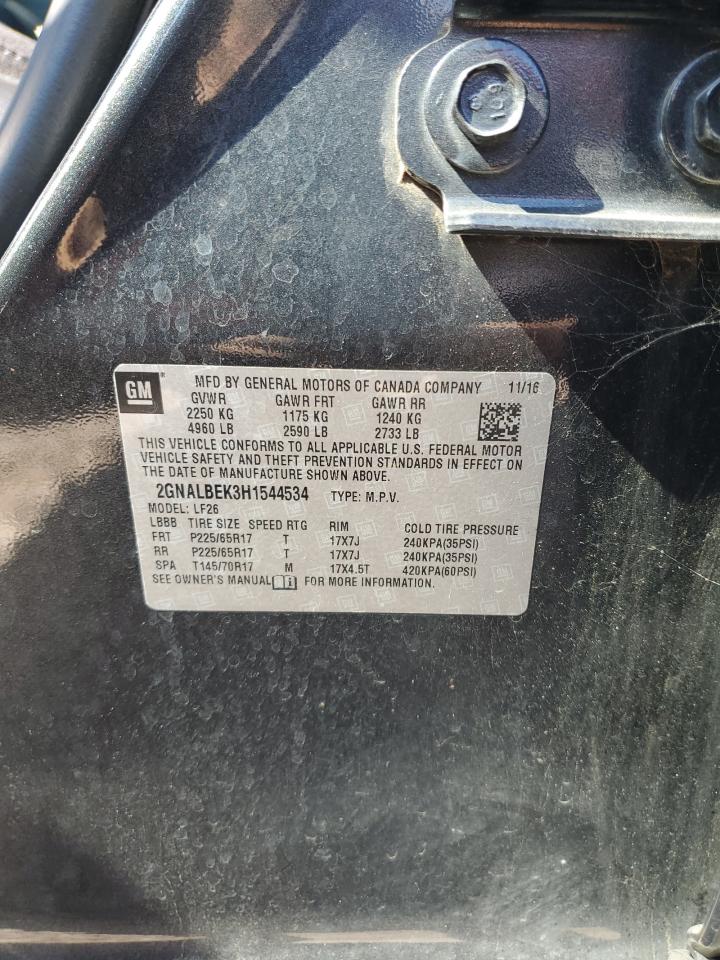 GM ® MFD BY GENERAL MOTORS OF CANADA COMPANY 11/16
GVWR GAWR FRT GAWR RR
2250 KG 1175 KG 1240 KG
4960 LB 2590 LB 2733 LB
THIS VEHICLE CONFORMS TO ALL APPLICABLE U.S. FEDERAL MOTOR
VEHICLE SAFETY AND THEFT PREVENTION STANDARDS IN EFFECT ON
THE DATE OF MANUFACTURE SHOWN ABOVE.
2GNALBEK3H1544534 TYPE: M.P.V.
MODEL: LF26
LBBB TIRE SIZE SPEED RTG RIM COLD TIRE PRESSURE
FRT P225/65R17 T 17X7J 240KPA(35PSI)
RR P225/65R17 T 17X7J 240KPA(35PSI)
SPA T145/70R17 M 17X4.5T 420KPA(60PSI)
SEE OWNER'S MANUAL FOR MORE INFORMATION.